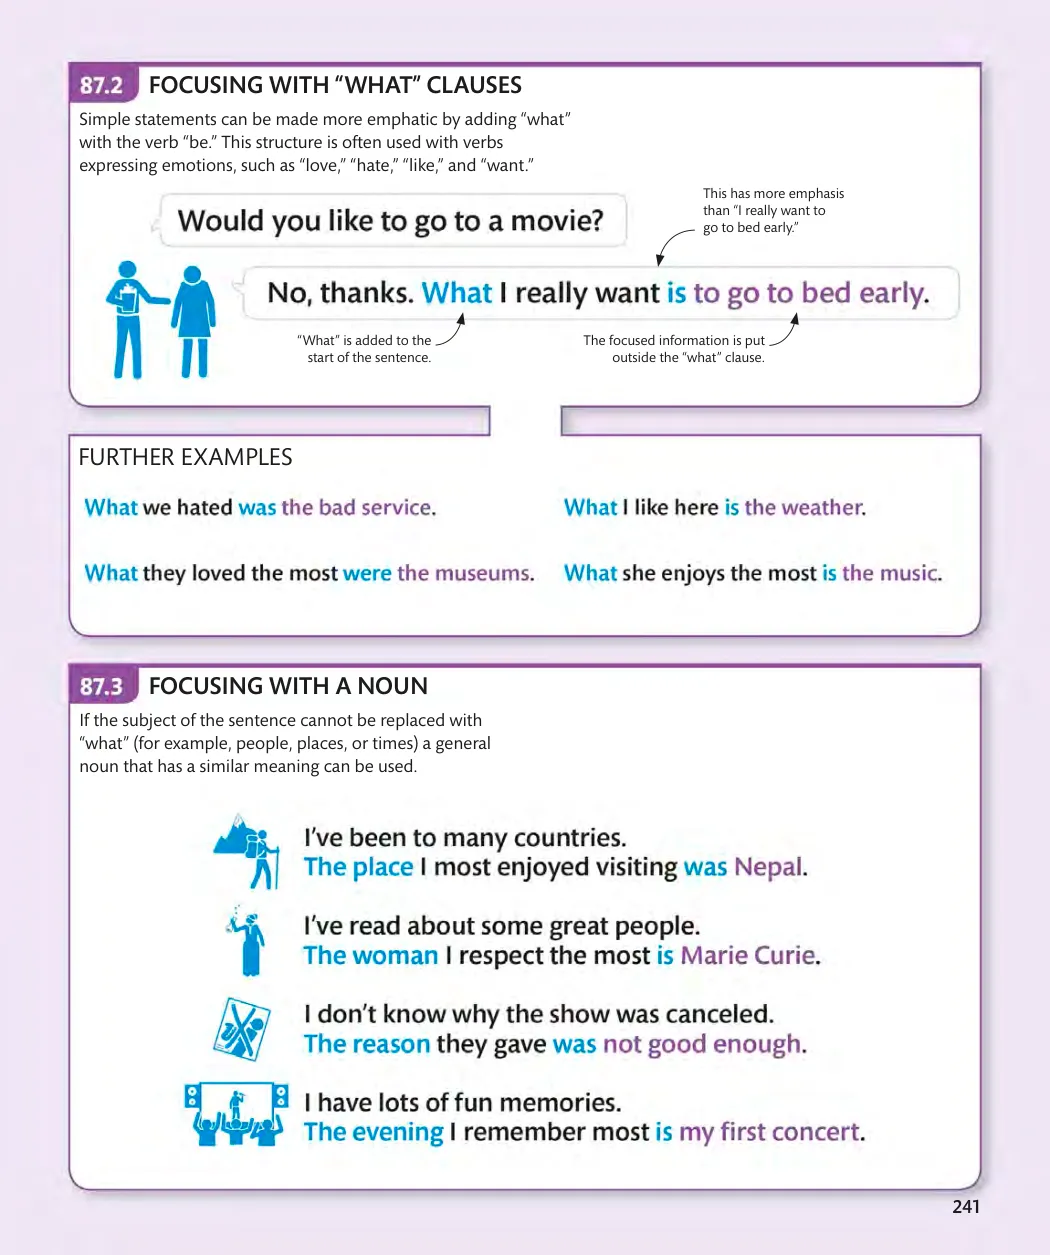 87.2 FOCUSING WITH “WHAT” CLAUSES
Simple statements can be made more emphatic by adding “what”
with the verb “be.” This structure is often used with verbs
expressing emotions, such as “love,” “hate,” “like,” and “want.”
This has more emphasis
than “I really want to
go to bed early.”
Would you like to go to a movie?
No, thanks. What I really want is to go to bed early.
“What” is added to the
start of the sentence.
The focused information is put
outside the “what” clause.
FURTHER EXAMPLES
What we hated was the bad service.
What I like here is the weather.
What they loved the most were the museums.
What she enjoys the most is the music.
87.3 FOCUSING WITH A NOUN
If the subject of the sentence cannot be replaced with
“what” (for example, people, places, or times) a general
noun that has a similar meaning can be used.
I’ve been to many countries.
The place I most enjoyed visiting was Nepal.
I’ve read about some great people.
The woman I respect the most is Marie Curie.
I don’t know why the show was canceled.
The reason they gave was not good enough.
I have lots of fun memories.
The evening I remember most is my first concert.
241